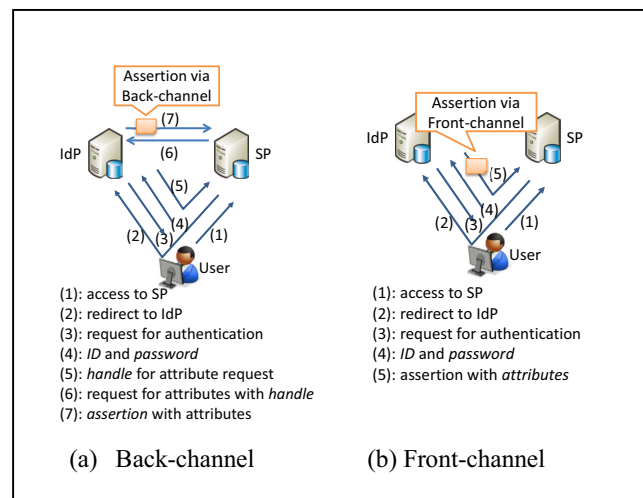 Assertion via
Back-channel
(7)
IdP
SP
(6)
(5)
(4)
(2)
(3)
(1)
User
(1): access to SP
(2): redirect to IdP
(3): request for authentication
(4): ID and password
(5): handle for attribute request
(6): request for attributes with handle
(7): assertion with attributes
(a) Back-channel
Assertion via
Front-channel
IdP
SP
(5)
(4)
(2)
(3)
(1)
User
(1): access to SP
(2): redirect to IdP
(3): request for authentication
(4): ID and password
(5): assertion with attributes
(b) Front-channel